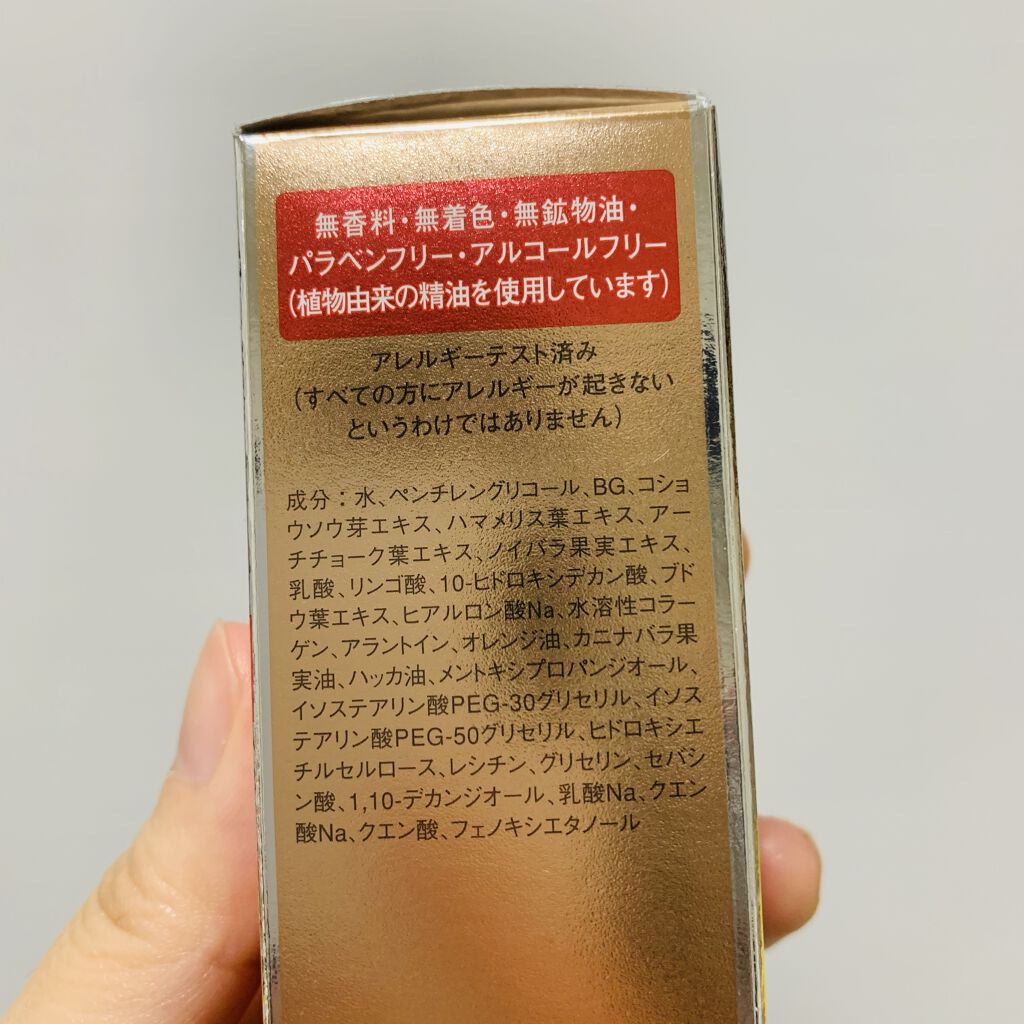 無香料・無着色・無鉱物油・
パラベンフリー・アルコールフリー
(植物由来の精油を使用しています)
アレルギーテスト済み
(すべての方にアレルギーが起きない
というわけではありません)
成分：水、ペンチレングリコール、BG、コショ
ウソウ芽エキス、ハマメリス葉エキス、アー
チチョーク葉エキス、ノイバラ果実エキス、
乳酸、リンゴ酸、10-ヒドロキシデカン酸、ブド
ウ葉エキス、ヒアルロン酸Na、水溶性コラー
ゲン、アラントイン、オレンジ油、カニナバラ果
実油、ハッカ油、メントキシプロパンジオール、
イソステアリン酸PEG-30グリセリル、イソス
テアリン酸PEG-50グリセリル、ヒドロキシエ
チルセルロース、レシチン、グリセリン、セバシ
ン酸、1,10-デカンジオール、乳酸Na、クエン
酸Na、クエン酸、フェノキシエタノール